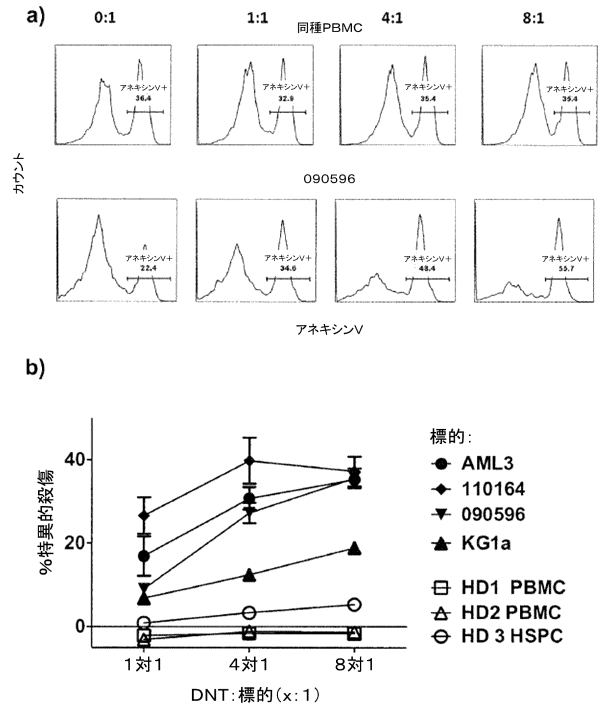 a)
0:1 1:1 4:1 8:1
同種PBMC
アネキシンV+ アネキシンV+ アネキシンV+ アネキシンV+
36.4 32.9 35.4 35.4
カウント
090596
アネキシンV+ アネキシンV+ アネキシンV+ アネキシンV+
22.4 34.6 48.4 55.7
アネキシンV
b)
標的:
AML3
110164
090596
KG1a
HD1 PBMC
HD2 PBMC
HD 3 HSPC
%特異的殺傷
40
20
0
1対1 4対1 8対1
DNT:標的(x:1)